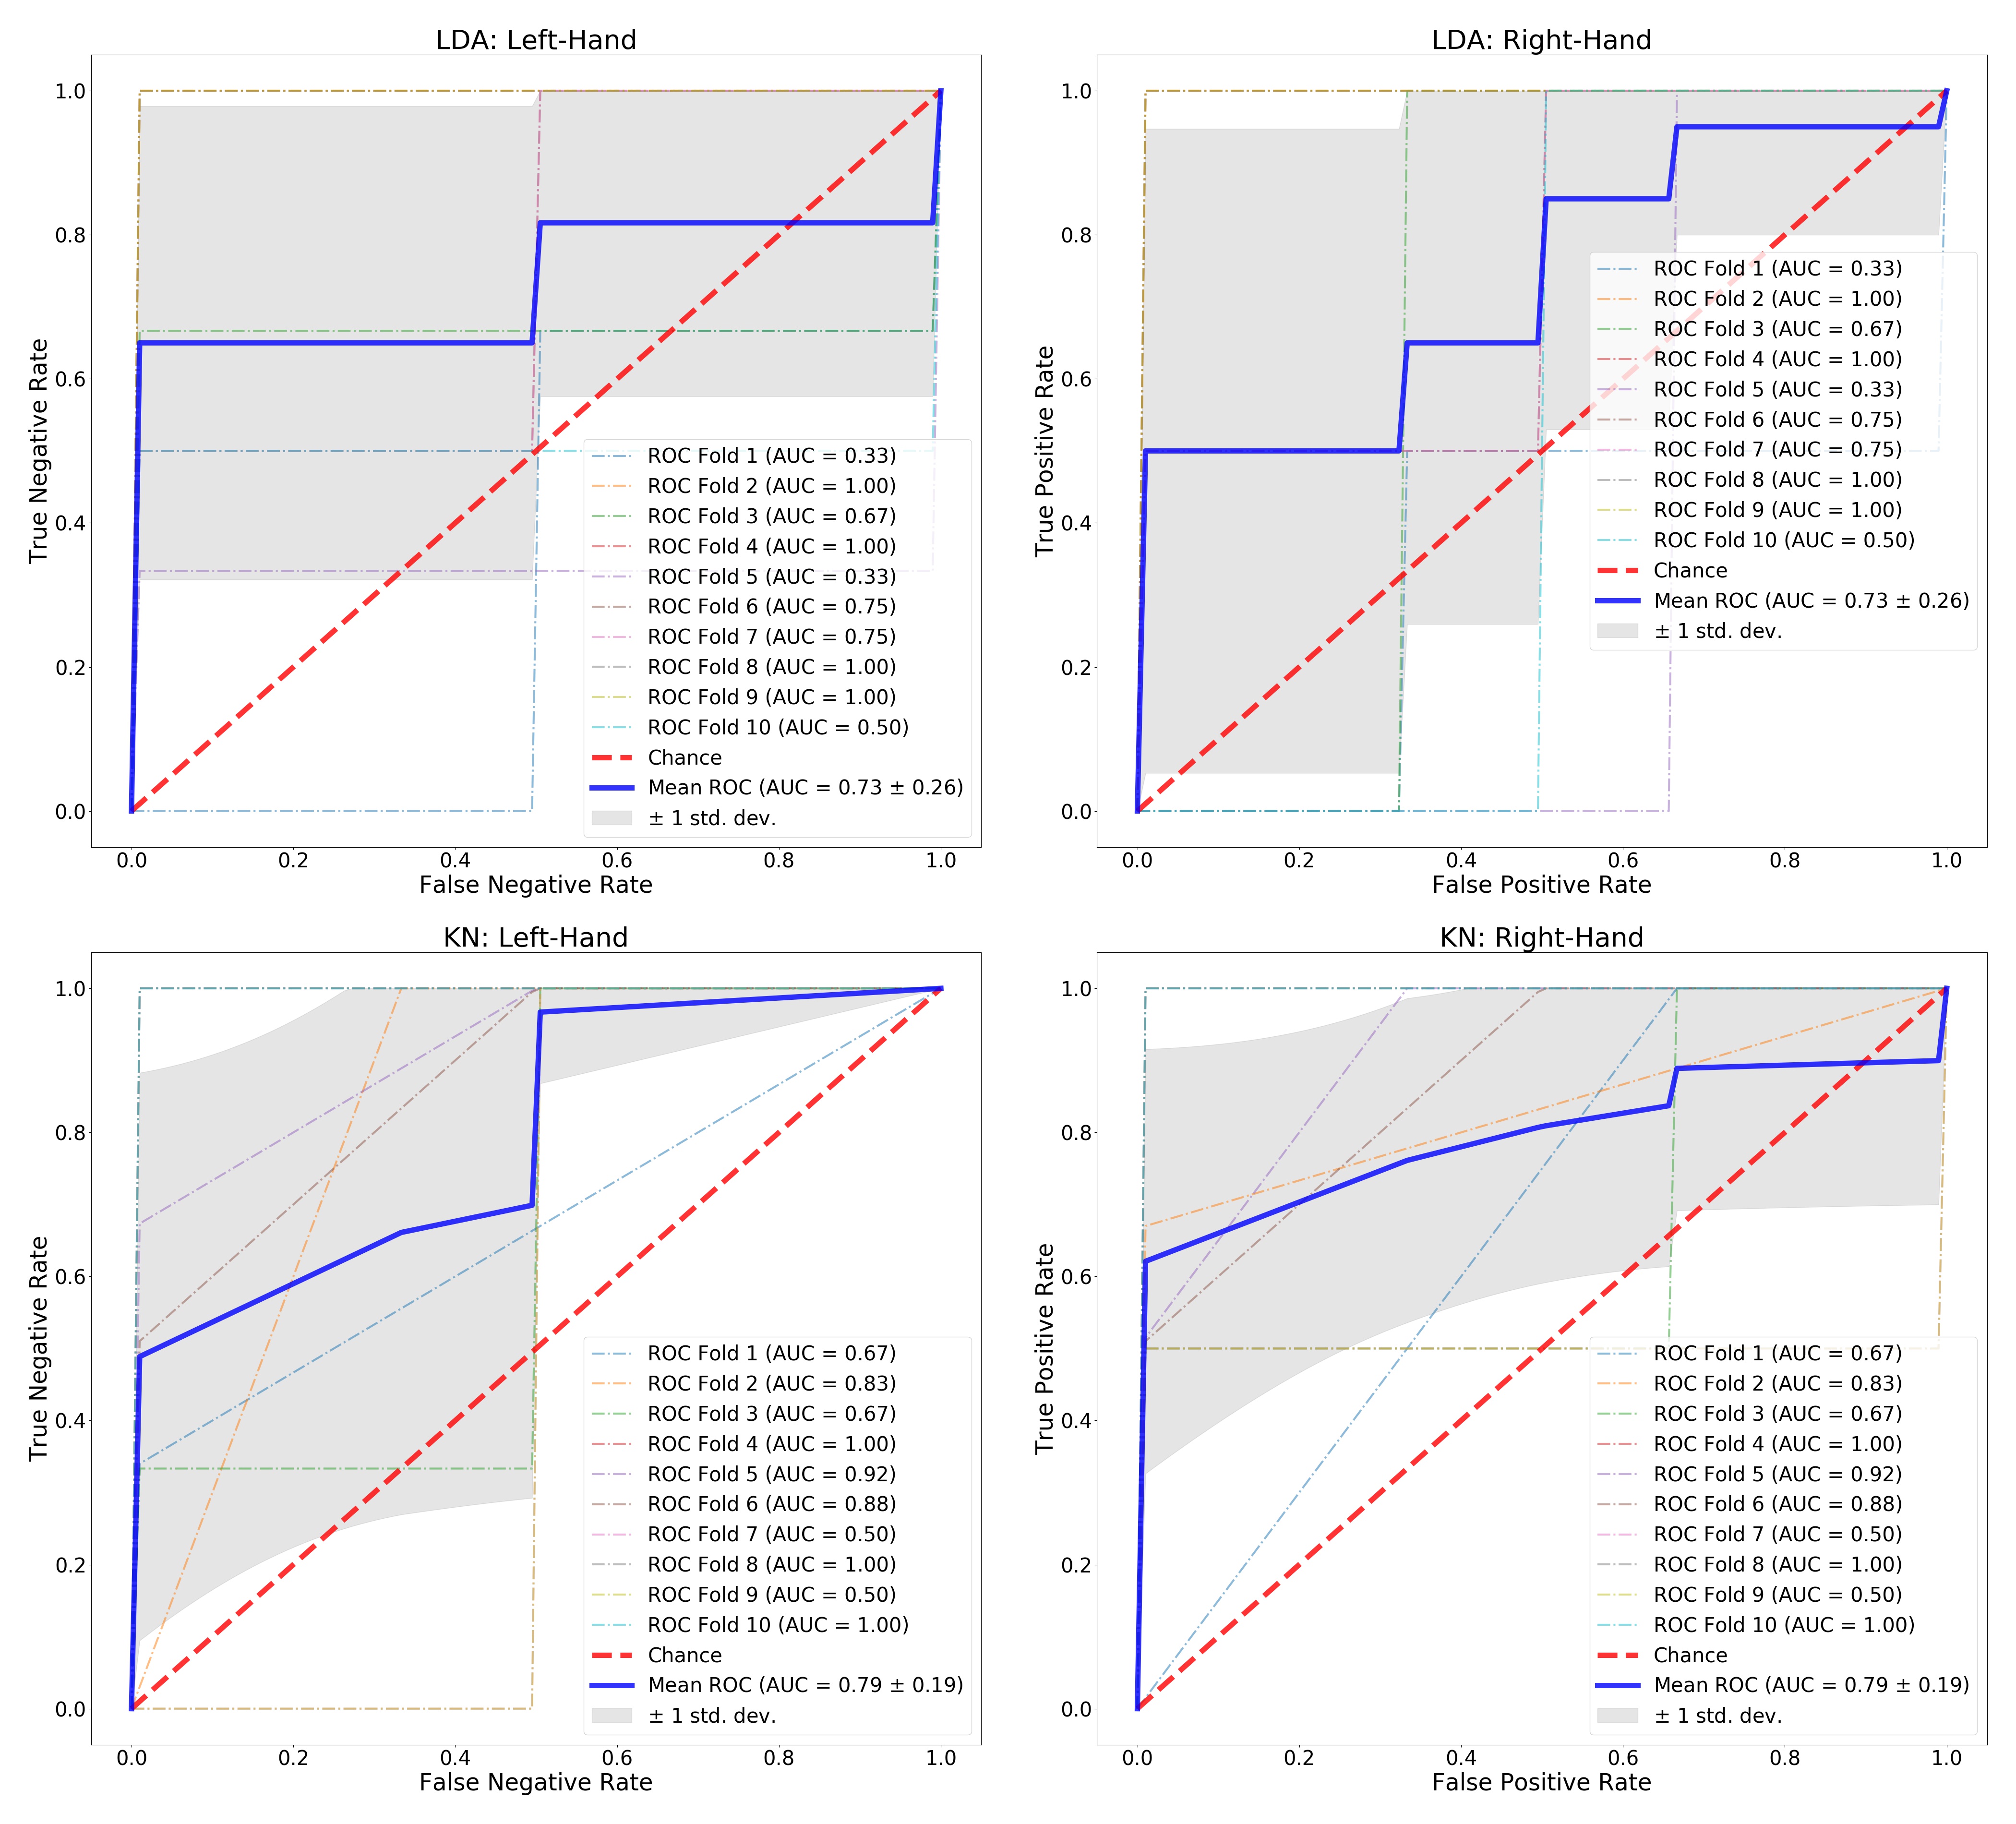 LDA: Left-Hand
True Negative Rate
1.0
0.8
0.6
0.4
0.2
0.0
ROC Fold 1 (AUC = 0.33)
ROC Fold 2 (AUC = 1.00)
ROC Fold 3 (AUC = 0.67)
ROC Fold 4 (AUC = 1.00)
ROC Fold 5 (AUC = 0.33)
ROC Fold 6 (AUC = 0.75)
ROC Fold 7 (AUC = 0.75)
ROC Fold 8 (AUC = 1.00)
ROC Fold 9 (AUC = 1.00)
ROC Fold 10 (AUC = 0.50)
Chance
Mean ROC (AUC = 0.73 ± 0.26)
± 1 std. dev.
0.0 0.2 0.4 0.6 0.8 1.0
False Negative Rate
LDA: Right-Hand
True Positive Rate
1.0
0.8
0.6
0.4
0.2
0.0
ROC Fold 1 (AUC = 0.33)
ROC Fold 2 (AUC = 1.00)
ROC Fold 3 (AUC = 0.67)
ROC Fold 4 (AUC = 1.00)
ROC Fold 5 (AUC = 0.33)
ROC Fold 6 (AUC = 0.75)
ROC Fold 7 (AUC = 0.75)
ROC Fold 8 (AUC = 1.00)
ROC Fold 9 (AUC = 1.00)
ROC Fold 10 (AUC = 0.50)
Chance
Mean ROC (AUC = 0.73 ± 0.26)
± 1 std. dev.
0.0 0.2 0.4 0.6 0.8 1.0
False Positive Rate
KN: Left-Hand
True Negative Rate
1.0
0.8
0.6
0.4
0.2
0.0
ROC Fold 1 (AUC = 0.67)
ROC Fold 2 (AUC = 0.83)
ROC Fold 3 (AUC = 0.67)
ROC Fold 4 (AUC = 1.00)
ROC Fold 5 (AUC = 0.92)
ROC Fold 6 (AUC = 0.88)
ROC Fold 7 (AUC = 0.50)
ROC Fold 8 (AUC = 1.00)
ROC Fold 9 (AUC = 0.50)
ROC Fold 10 (AUC = 1.00)
Chance
Mean ROC (AUC = 0.79 ± 0.19)
± 1 std. dev.
0.0 0.2 0.4 0.6 0.8 1.0
False Negative Rate
KN: Right-Hand
True Positive Rate
1.0
0.8
0.6
0.4
0.2
0.0
ROC Fold 1 (AUC = 0.67)
ROC Fold 2 (AUC = 0.83)
ROC Fold 3 (AUC = 0.67)
ROC Fold 4 (AUC = 1.00)
ROC Fold 5 (AUC = 0.92)
ROC Fold 6 (AUC = 0.88)
ROC Fold 7 (AUC = 0.50)
ROC Fold 8 (AUC = 1.00)
ROC Fold 9 (AUC = 0.50)
ROC Fold 10 (AUC = 1.00)
Chance
Mean ROC (AUC = 0.79 ± 0.19)
± 1 std. dev.
0.0 0.2 0.4 0.6 0.8 1.0
False Positive Rate